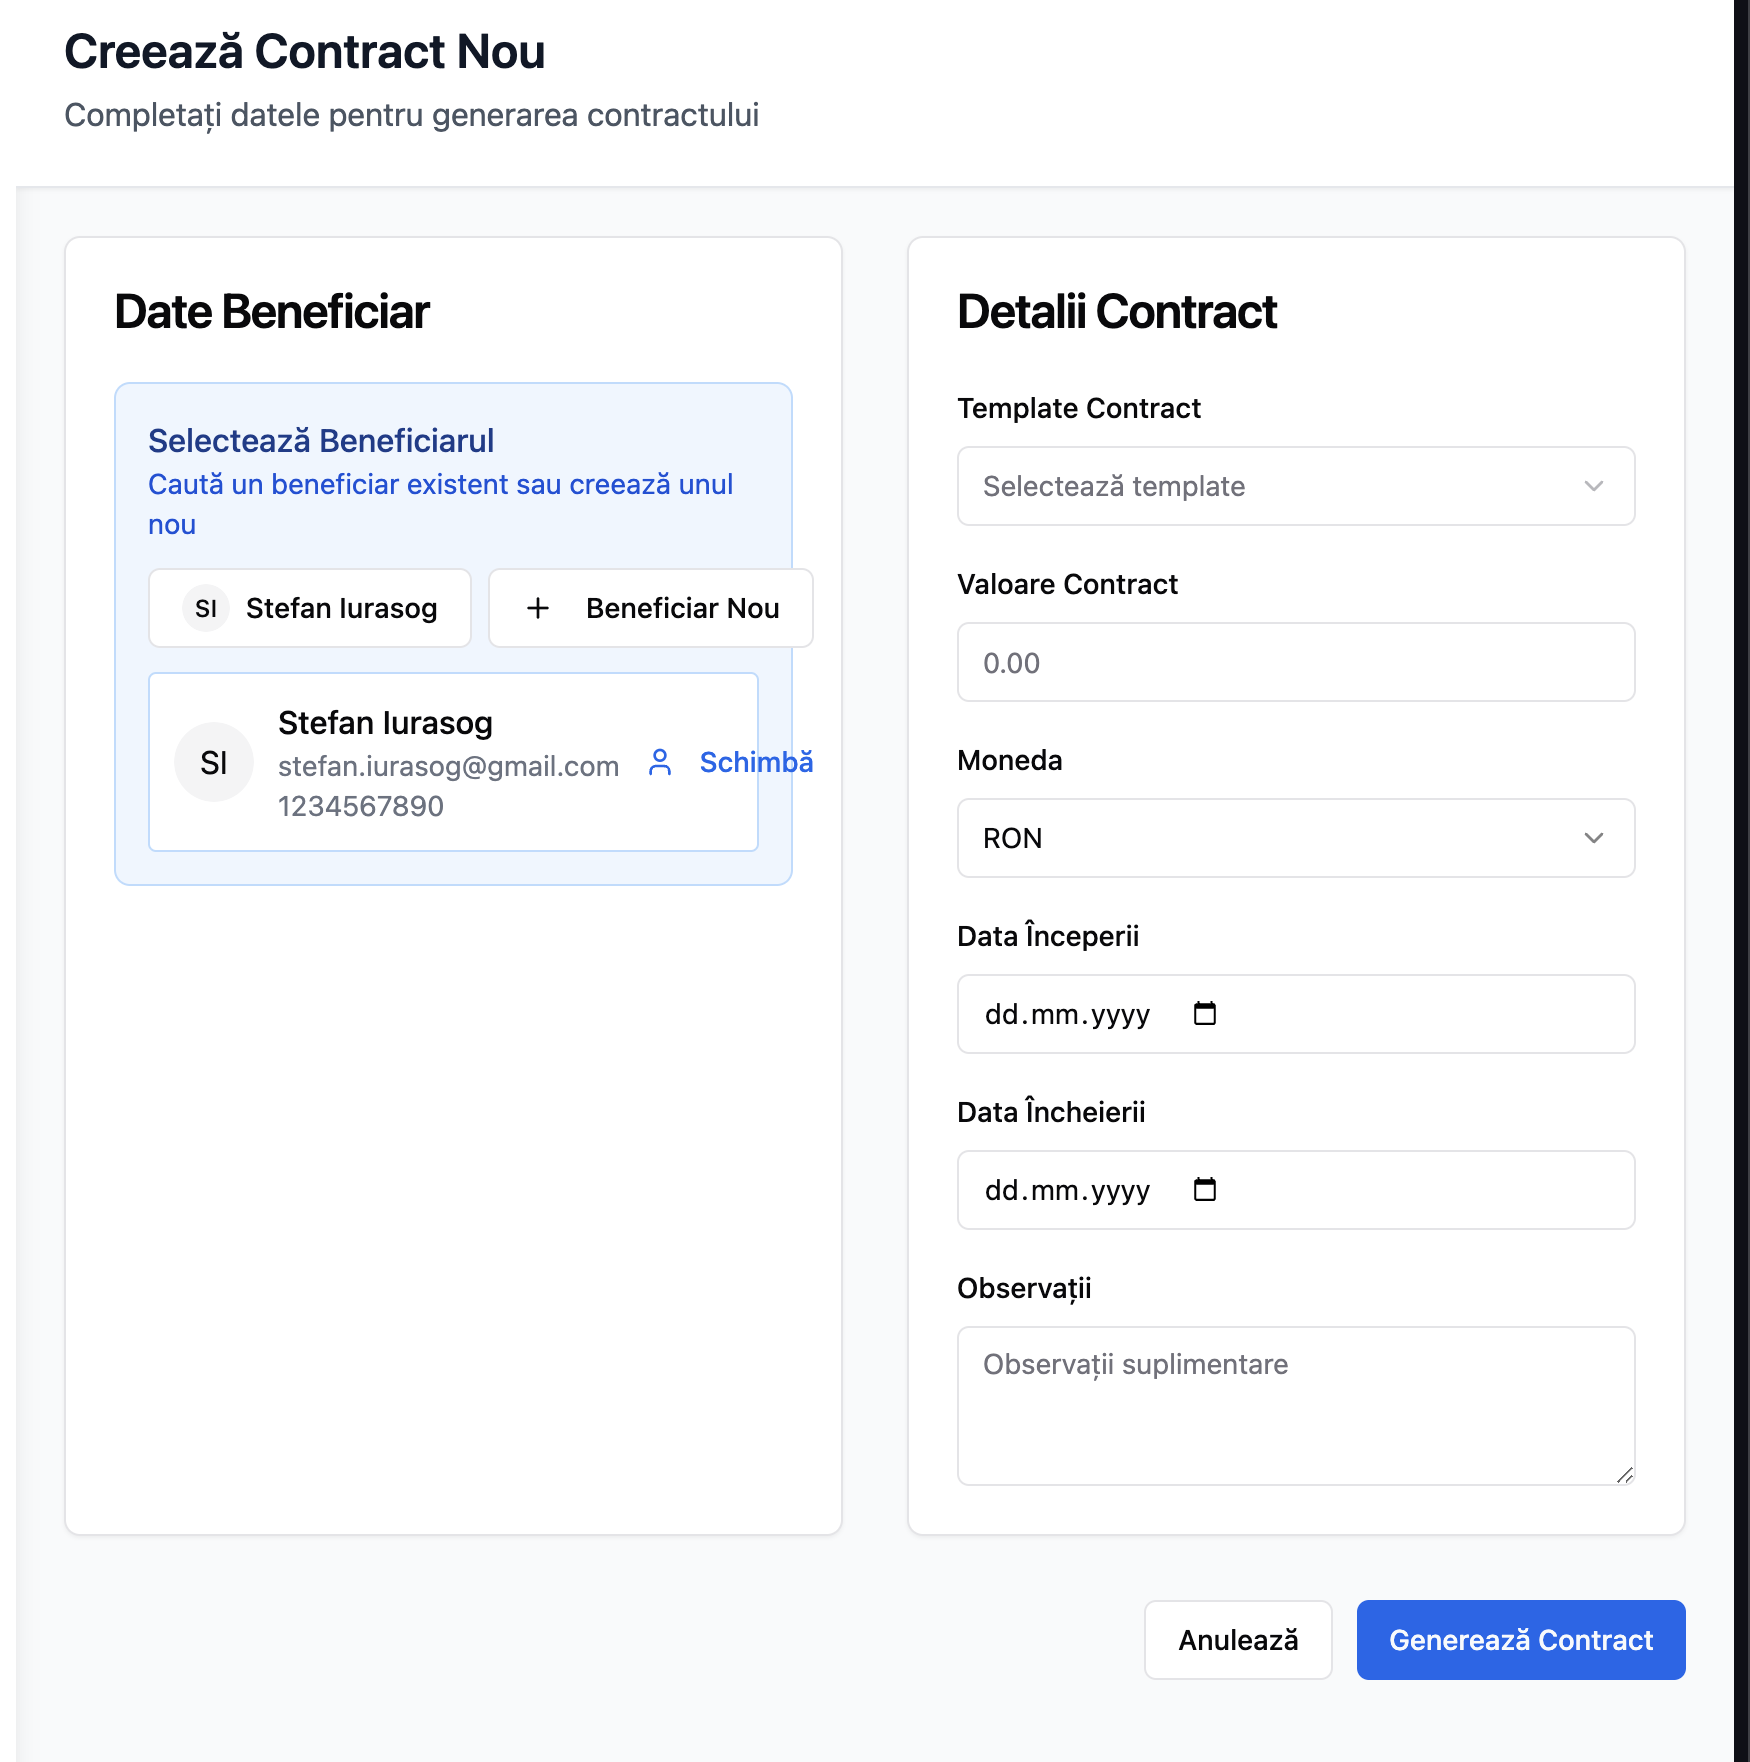 Creează Contract Nou
Completați datele pentru generarea contractului
Date Beneficiar
Selectează Beneficiarul
Caută un beneficiar existent sau creează unul
nou
SI Stefan Iurasog
+ Beneficiar Nou
SI
Stefan Iurasog
stefan.iurasog@gmail.com
1234567890
Schimbă
Detalii Contract
Template Contract
Selectează template
Valoare Contract
0.00
Moneda
RON
Data Începerii
dd.mm.yyyy
Data Încheierii
dd.mm.yyyy
Observații
Observații suplimentare
Anulează
Generează Contract